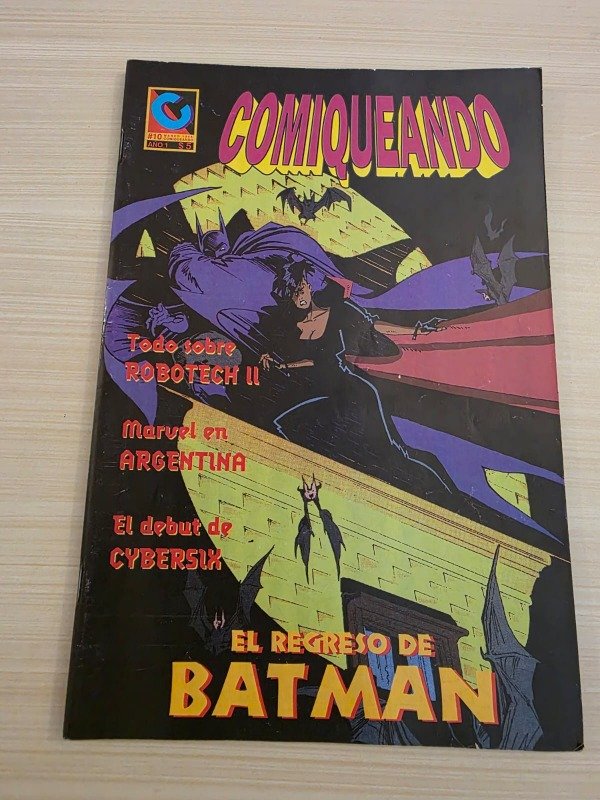 #10
AÑO 1 $ 5
COMIQUEANDO
Todo sobre
ROBOTECH II
Marvel en
ARGENTINA
El debut de
CYBERSIX
EL REGRESO DE
BATMAN